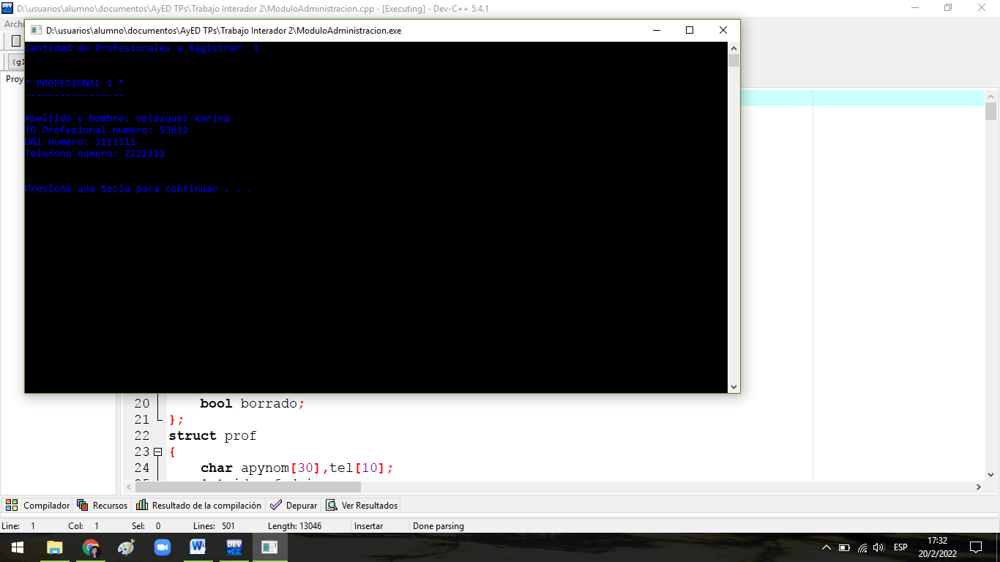 D:\usuarios\alumno\documentos\AyED TPs\Trabajo Interador 2\ModuloAdministracion.cpp - [Executing] - Dev-C++ 5.4.1
Archi
D:\usuarios\alumno\documentos\AyED TPs\Trabajo Interador 2\ModuloAdministracion.exe
(gl
Proy
Cantidad de Profesionales a Registrar: 1
* PROFESIONAL 1 *
-----------------
Apellido y Nombre: velazquez karina
ID Profesional numero: 53612
DNI numero: 1111111
Telefono numero: 2222222
Presione una tecla para continuar . . .
20 bool borrado;
21 };
22 struct prof
23 {
24 char apynom[30],tel[10];
Compilador Recursos Resultado de la compilación Depurar Ver Resultados
Line: 1 Col: 1 Sel: 0 Lines: 501 Length: 13046 Insertar Done parsing
ESP 17:32
20/2/2022